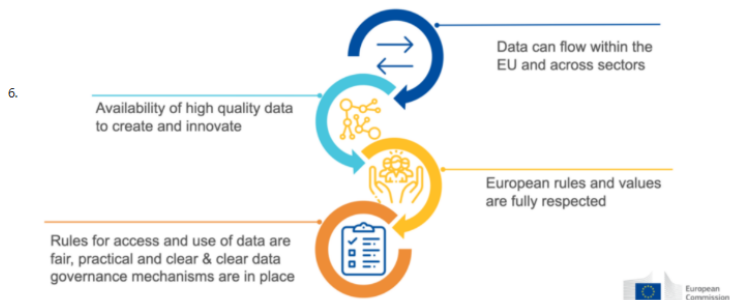 Data can flow within the
EU and across sectors
6.
Availability of high quality data
to create and innovate
European rules and values
are fully respected
Rules for access and use of data are
fair, practical and clear & clear data
governance mechanisms are in place
European
Commission